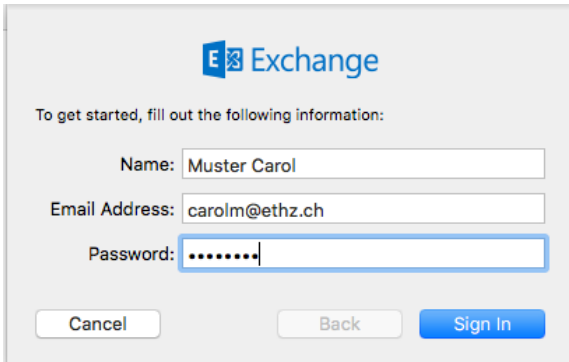 Exchange
To get started, fill out the following information:
Name: Muster Carol
Email Address: carolm@ethz.ch
Password: ••••••••
Cancel Back Sign In